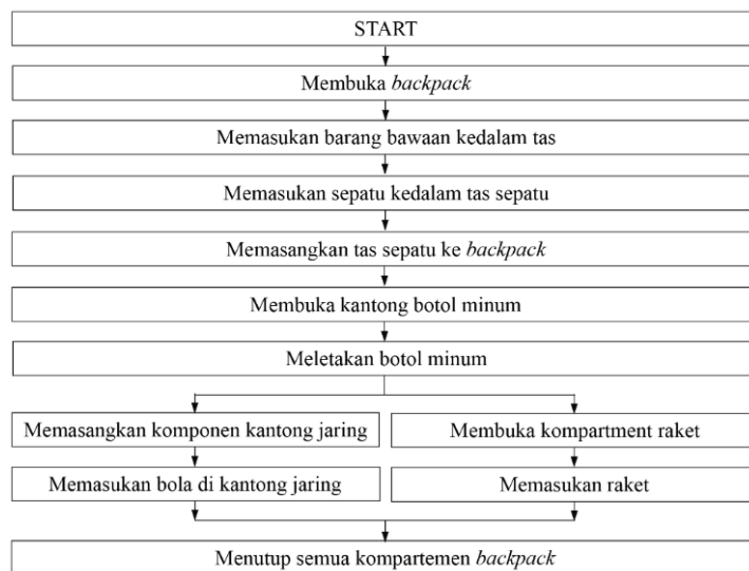 START
Membuka backpack
Memasukan barang bawaan kedalam tas
Memasukan sepatu kedalam tas sepatu
Memasangkan tas sepatu ke backpack
Membuka kantong botol minum
Meletakan botol minum
Memasangkan komponen kantong jaring
Membuka kompartment raket
Memasukan bola di kantong jaring
Memasukan raket
Menutup semua kompartemen backpack